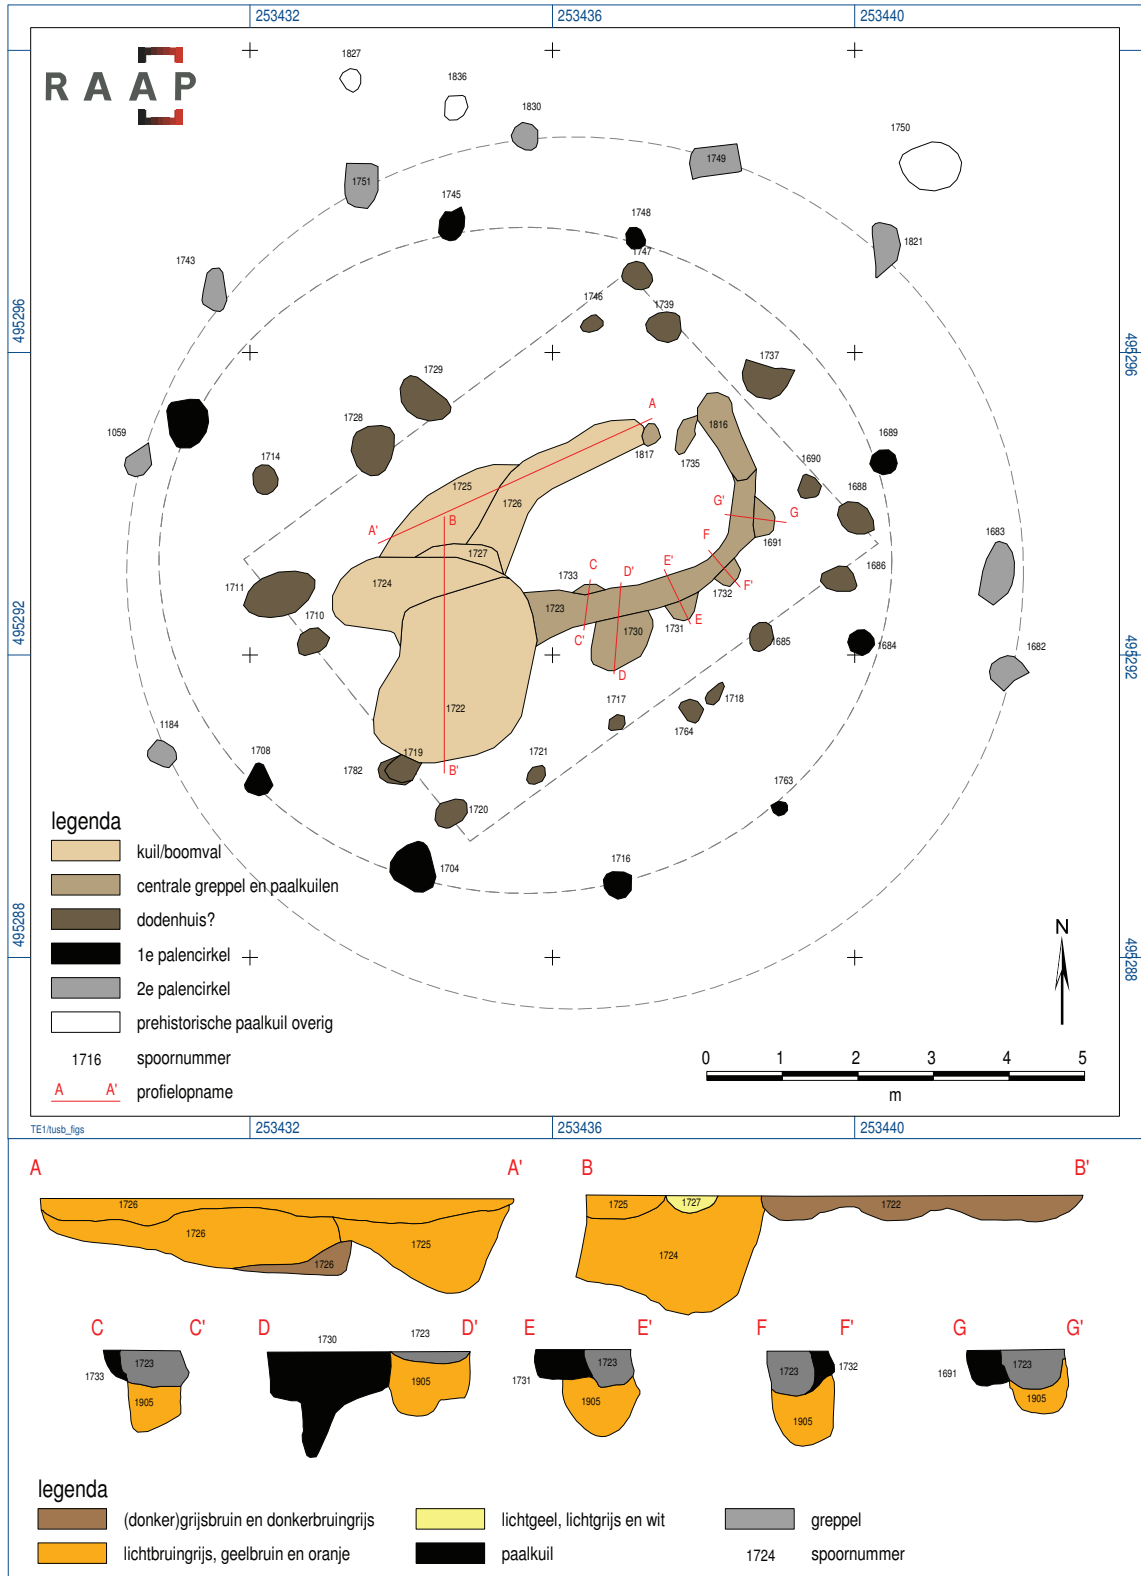 253432 253436 253440
RAAP
1827
1836
1830
1750
1749
1751
1745
1748
1821
1743
1747
495296
1746
1739
495296
1737
1729
A
1728
1816
1059
1817
1735
1689
1714
1690
1725
1688
1726
G' G
A' B
1691
1683
F
1727
E'
C
1686
1733 D'
1724
F'
1711
1732
1723
495292
1731 E
1710
1730
C'
1685
1684
495292
1682
D
1718
1722
1717
1764
1184
1721
1708
1719
1782
B'
1763
1720
legenda
kuil/boomval
1704
1716
centrale greppel en paalkuilen
dodenhuis?
495288
N
1e palencirkel
495288
2e palencirkel
prehistorische paalkuil overig
1716 spoornummer
0 1 2 3 4 5
A A' profielopname
m
TE1/tusb_figs
253432 253436 253440
A A' B B'
1726
1725 1727 1722
1726
1725
1724
1726
C C' D D' E E' F F' G G'
1730 1723
1723
1723
1723
1732
1723
1733
1731
1691
1905
1905
1905
1905
1905
legenda
(donker)grijsbruin en donkerbruingrijs lichtgeel, lichtgrijs en wit greppel
lichtbruingrijs, geelbruin en oranje paalkuil 1724 spoornummer